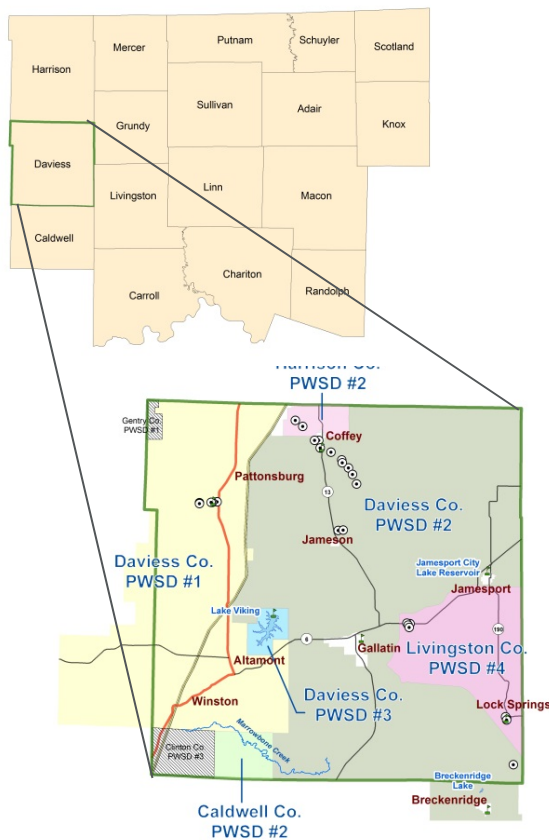 Putnam
Schuyler
Scotland
Mercer
Harrison
Sullivan
Adair
Knox
Grundy
Daviess
Linn
Livingston
Macon
Caldwell
Chariton
Carroll
Randolph
Harrison Co.
PWSD #2
Gentry Co.
PWSD #1
Coffey
Pattonsburg
13
Daviess Co.
PWSD #2
Jameson
Daviess Co.
PWSD #1
Jamesport City
Lake Reservoir
Jamesport
Lake Viking
6
Gallatin
Livingston Co.
PWSD #4
190
Altamont
Daviess Co.
PWSD #3
Winston
Lock Springs
Clinton Co.
PWSD #3
Marrowbone Creek
Breckenridge
Lake
Breckenridge
Caldwell Co.
PWSD #2